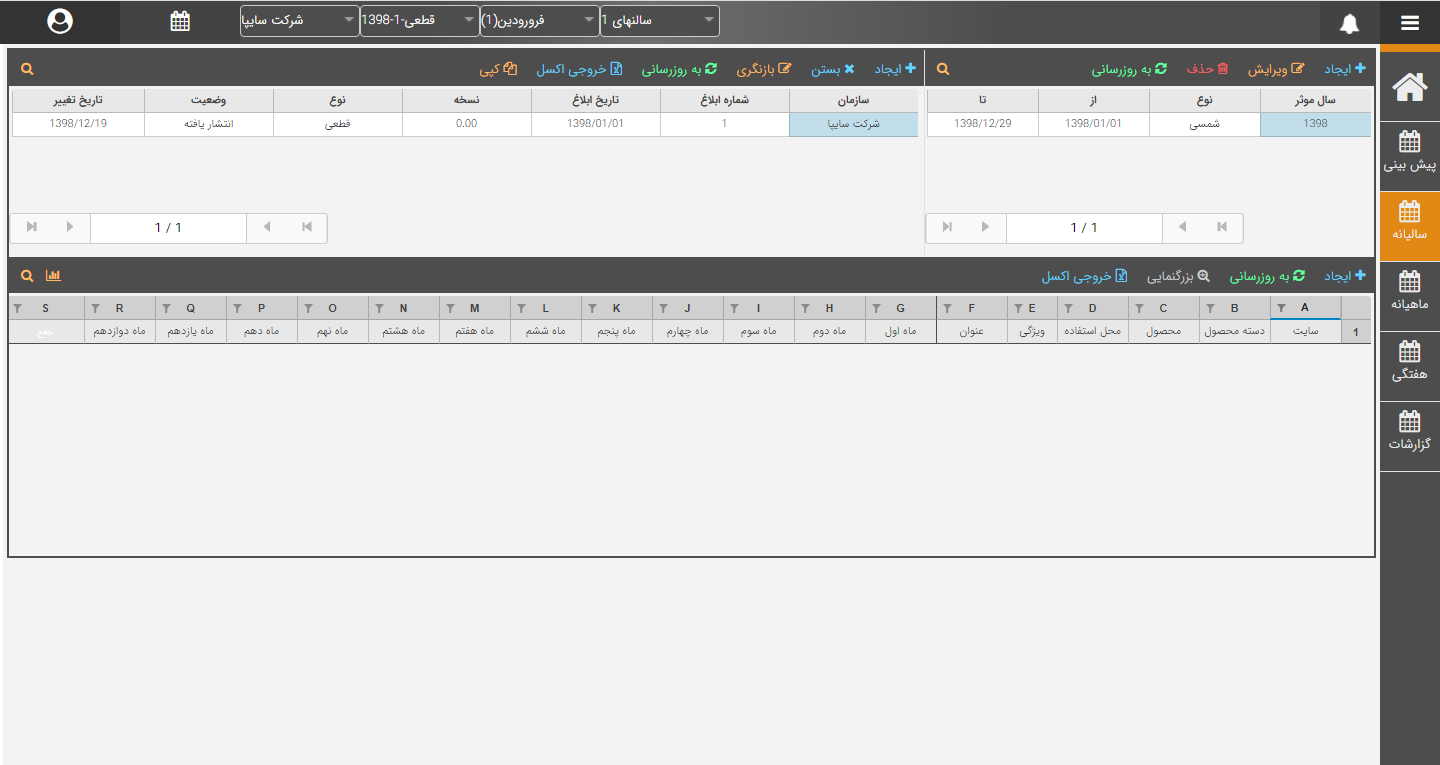 سالنهای 1 فرورودین(1) قطعی-1-1398 شرکت سایپا
ایجاد ویرایش حذف به روزرسانی
سال موثر نوع از تا
1398 شمسی 1398/01/01 1398/12/29
1 / 1
ایجاد بستن بازنگری به روزرسانی خروجی اکسل کپی
سازمان شماره ابلاغ تاریخ ابلاغ نسخه نوع وضعیت تاریخ تغییر
شرکت سایپا 1 1398/01/01 0.00 قطعی انتشار یافته 1398/12/19
1 / 1
ایجاد به روزرسانی بزرگنمایی خروجی اکسل
A B C D E F G H I J K L M N O P Q R S
1 سایت دسته محصول محصول محل استفاده ویژگی عنوان ماه اول ماه دوم ماه سوم ماه چهارم ماه پنجم ماه ششم ماه هفتم ماه هشتم ماه نهم ماه دهم ماه یازدهم ماه دوازدهم جمع
پیش بینی
سالیانه
ماهیانه
هفتگی
گزارشات